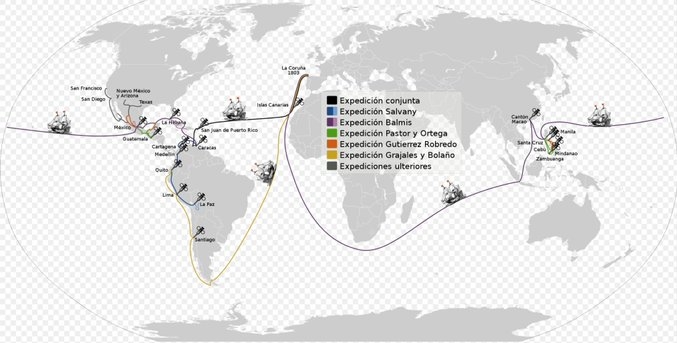 La Coruña
1803
San Francisco
Nuevo México
y Arizona
San Diego
Texas
Islas Canarias
Expedición conjunta
Expedición Salvany
Expedición Balmis
Expedición Pastor y Ortega
Expedición Gutierrez Robredo
Expedición Grajales y Bolaño
Expediciones ulteriores
México
La Habana
San Juan de Puerto Rico
Guatemala
Cartagena
Caracas
Medellín
Quito
Lima
La Paz
Santiago
Cantón
Macao
Manila
Santa Cruz
Cebú
Mindanao
Zambuanga